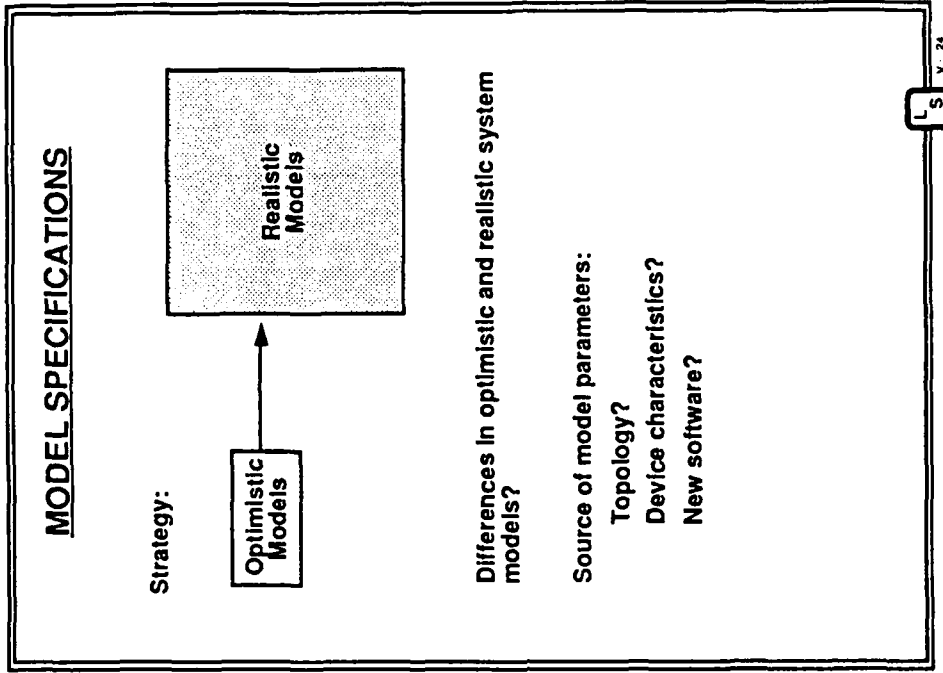 MODEL SPECIFICATIONS
Strategy:
Optimistic
Models
Realistic
Models
Differences in optimistic and realistic system
models?
Source of model parameters:
Topology?
Device characteristics?
New software?
L
S
V. 24